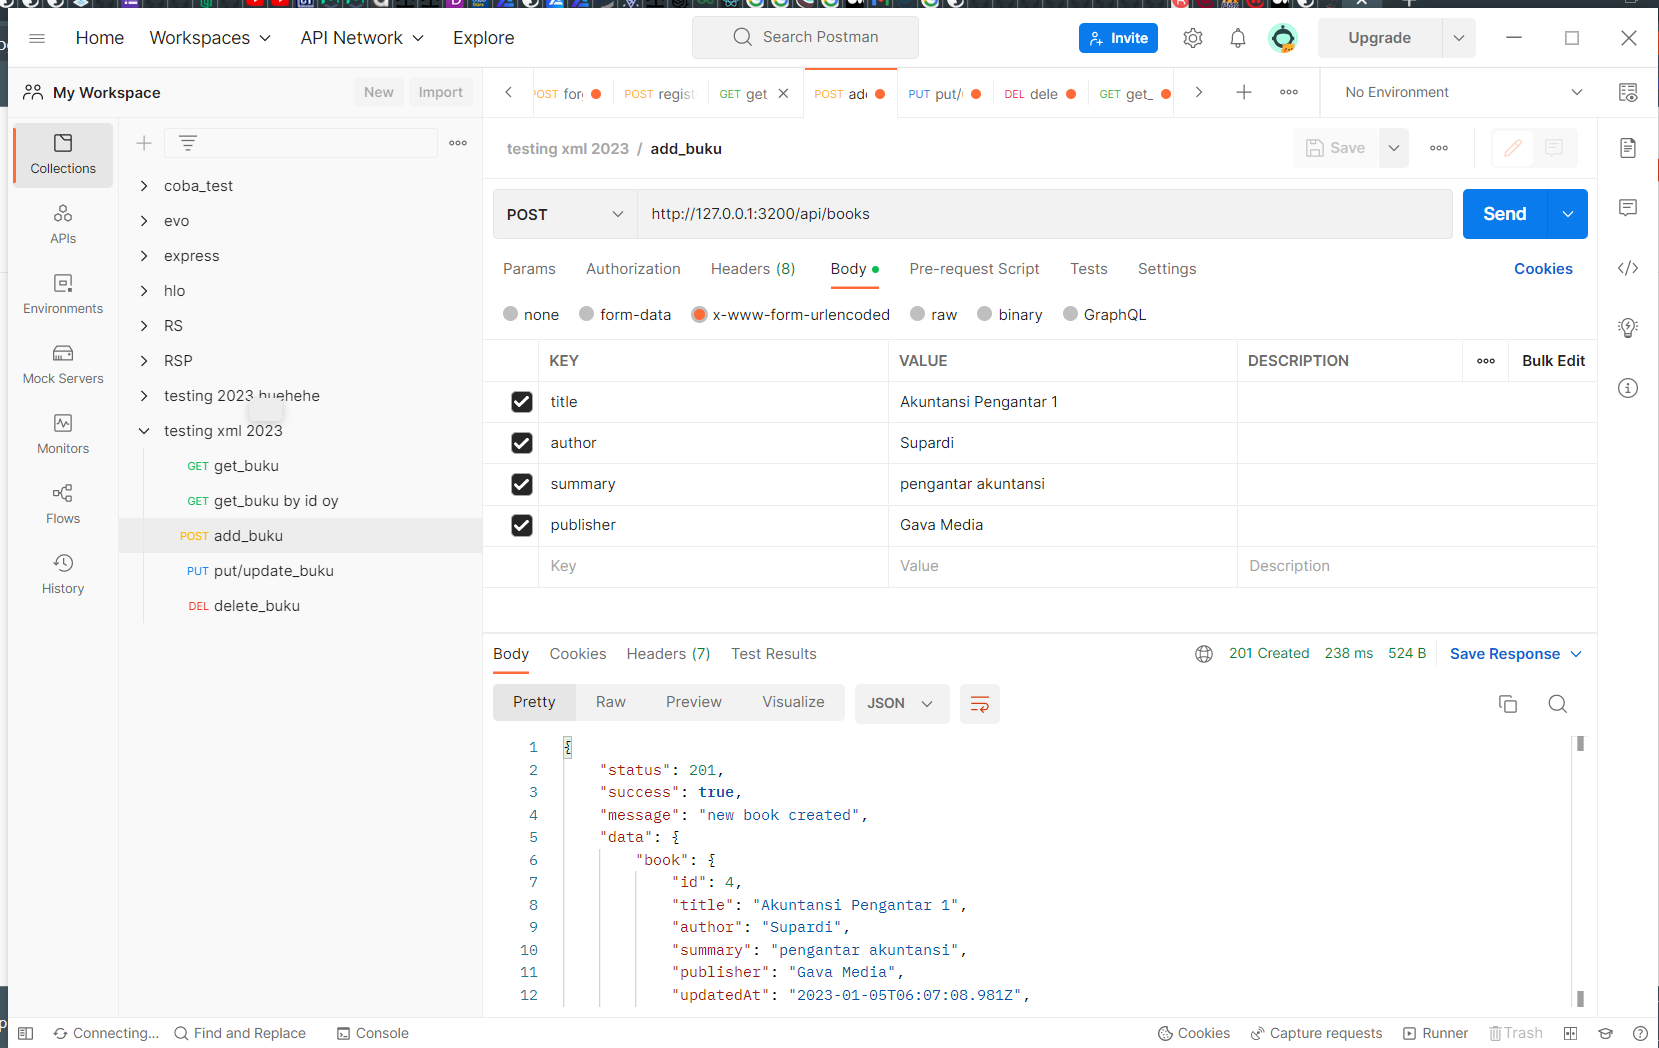 Home Workspaces API Network Explore Search Postman Invite Upgrade
My Workspace New Import
for POST regist GET get POST ad PUT put/ DEL dele GET get_ No Environment
Collections
APIs
Environments
Mock Servers
Monitors
Flows
History
coba_test
evo
express
hlo
RS
RSP
testing 2023 huehehe
testing xml 2023
GET get_buku
GET get_buku by id oy
POST add_buku
PUT put/update_buku
DEL delete_buku
testing xml 2023 / add_buku Save
POST http://127.0.0.1:3200/api/books Send
Params Authorization Headers (8) Body Pre-request Script Tests Settings Cookies
none form-data x-www-form-urlencoded raw binary GraphQL
KEY VALUE DESCRIPTION Bulk Edit
title Akuntansi Pengantar 1
author Supardi
summary pengantar akuntansi
publisher Gava Media
Key Value Description
Body Cookies Headers (7) Test Results 201 Created 238 ms 524 B Save Response
Pretty Raw Preview Visualize JSON
1 {
2 "status": 201,
3 "success": true,
4 "message": "new book created",
5 "data": {
6 "book": {
7 "id": 4,
8 "title": "Akuntansi Pengantar 1",
9 "author": "Supardi",
10 "summary": "pengantar akuntansi",
11 "publisher": "Gava Media",
12 "updatedAt": "2023-01-05T06:07:08.981Z",
Connecting... Find and Replace Console Cookies Capture requests Runner Trash